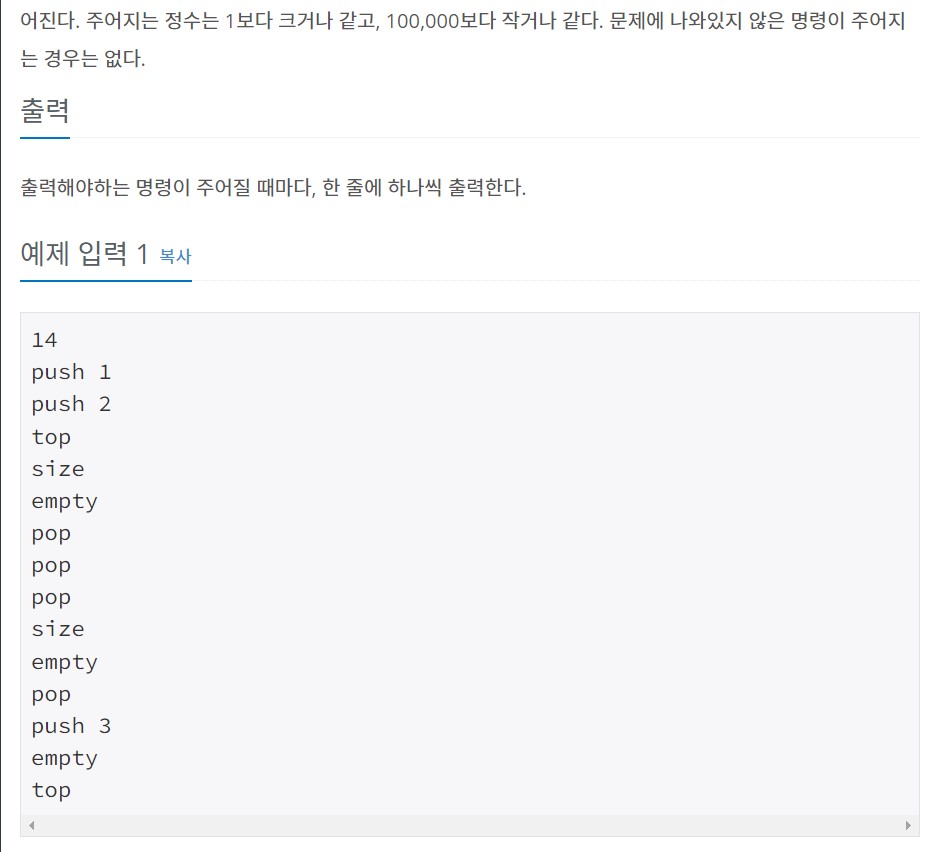 어진다. 주어지는 정수는 1보다 크거나 같고, 100,000보다 작거나 같다. 문제에 나와있지 않은 명령이 주어지
는 경우는 없다.
출력
출력해야하는 명령이 주어질 때마다, 한 줄에 하나씩 출력한다.
예제 입력 1 복사
14
push 1
push 2
top
size
empty
pop
pop
pop
size
empty
pop
push 3
empty
top